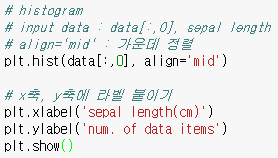 # histogram
# input data : data[:,0], sepal length
# align='mid' : 가운데 정렬
plt.hist(data[:,0], align='mid')
# x축, y축에 라벨 붙이기
plt.xlabel('sepal length(cm)')
plt.ylabel('num. of data items')
plt.show()